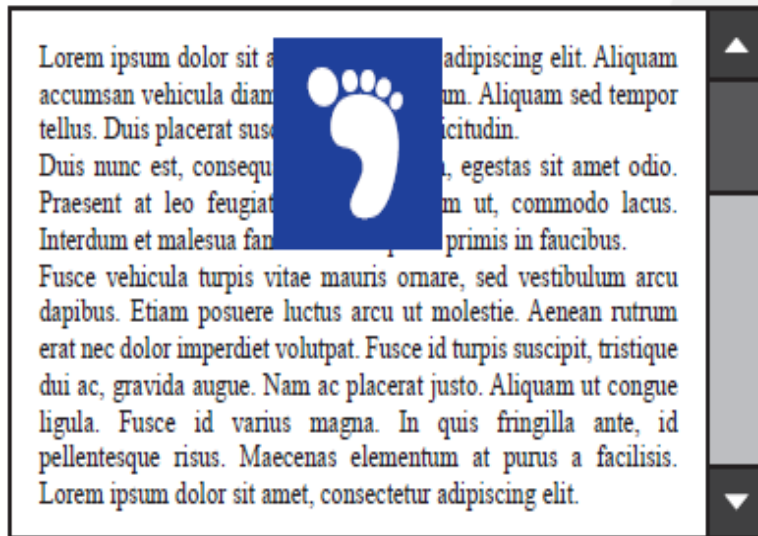 Lorem ipsum dolor sit a adipiscing elit. Aliquam
accumsan vehicula diam um. Aliquam sed tempor
tellus. Duis placerat susc icitudin.
Duis nunc est, consequ , egestas sit amet odio.
Praesent at leo feugiat m ut, commodo lacus.
Interdum et malesua fam primis in faucibus.
Fusce vehicula turpis vitae mauris ornare, sed vestibulum arcu
dapibus. Etiam posuere luctus arcu ut molestie. Aenean rutrum
erat nec dolor imperdiet volutpat. Fusce id turpis suscipit, tristique
dui ac, gravida augue. Nam ac placerat justo. Aliquam ut congue
ligula. Fusce id varius magna. In quis fringilla ante, id
pellentesque risus. Maecenas elementum at purus a facilisis.
Lorem ipsum dolor sit amet, consectetur adipiscing elit.